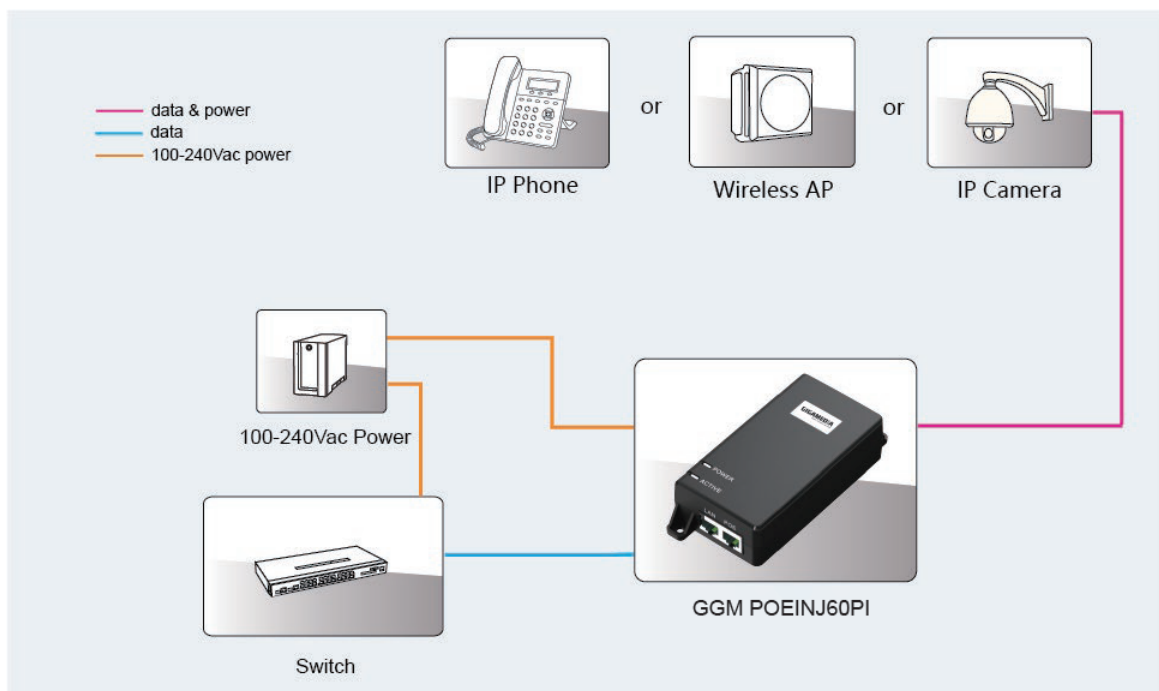 data & power
data
100-240Vac power
or
or
IP Phone
Wireless AP
IP Camera
100-240Vac Power
GIGAMEDIA
POWER
ACTIVE
LAN
POE
GGM POEINJ60PI
Switch